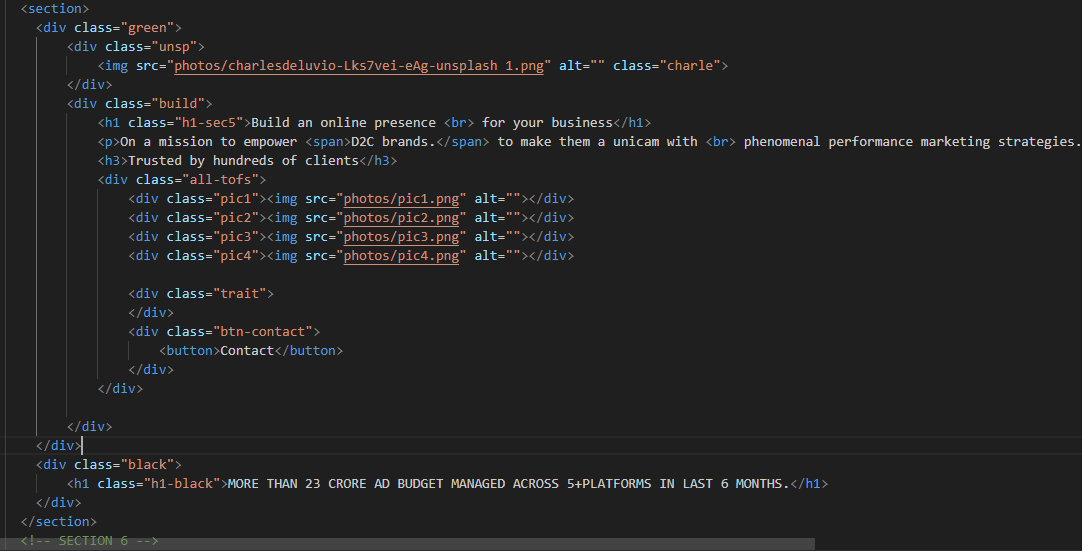 <section>
<div class="green">
<div class="unsp">
<img src="photos/charlesdeluvio-Lks7vei-eAg-unsplash 1.png" alt="" class="charle">
</div>
<div class="build">
<h1 class="h1-sec5">Build an online presence <br> for your business</h1>
<p>On a mission to empower <span>D2C brands.</span> to make them a unicam with <br> phenomenal performance marketing strategies.
<h3>Trusted by hundreds of clients</h3>
<div class="all-tofs">
<div class="pic1"><img src="photos/pic1.png" alt=""></div>
<div class="pic2"><img src="photos/pic2.png" alt=""></div>
<div class="pic3"><img src="photos/pic3.png" alt=""></div>
<div class="pic4"><img src="photos/pic4.png" alt=""></div>
<div class="trait">
</div>
<div class="btn-contact">
<button>Contact</button>
</div>
</div>
</div>
</div>
<div class="black">
<h1 class="h1-black">MORE THAN 23 CRORE AD BUDGET MANAGED ACROSS 5+PLATFORMS IN LAST 6 MONTHS.</h1>
</div>
</section>
<!-- SECTION 6 -->